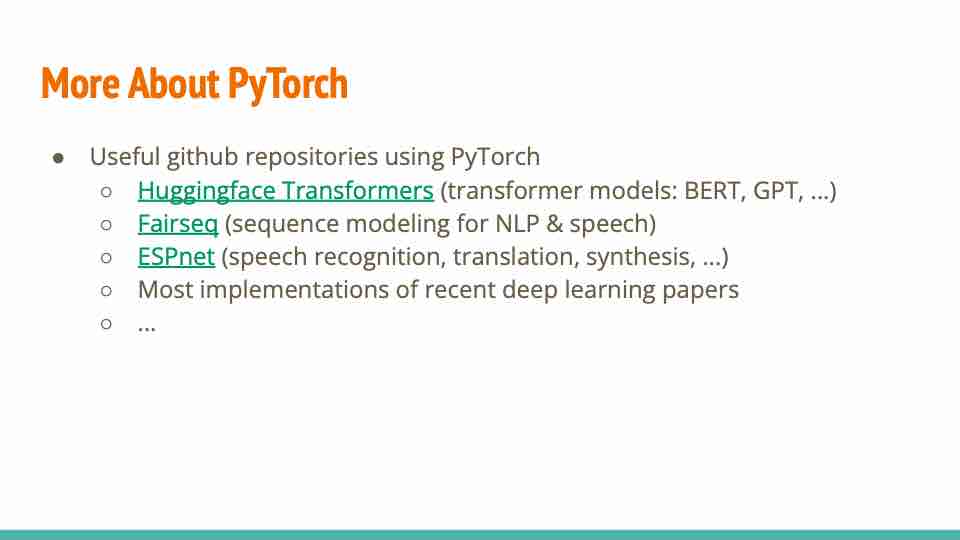 More About PyTorch
● Useful github repositories using PyTorch
○ Huggingface Transformers (transformer models: BERT, GPT, ...)
○ Fairseq (sequence modeling for NLP & speech)
○ ESPnet (speech recognition, translation, synthesis, ...)
○ Most implementations of recent deep learning papers
○ ...